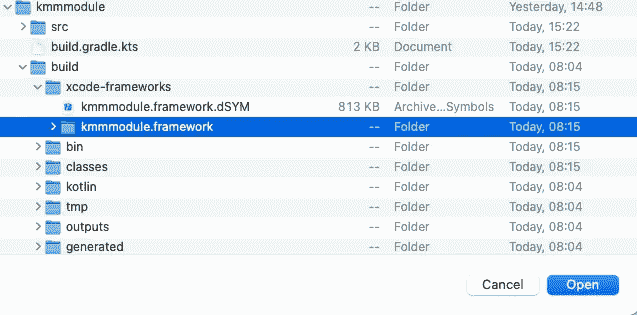 kmmmodule -- Folder Yesterday, 14:48
src -- Folder Today, 15:22
build.gradle.kts 2 KB Document Today, 15:22
build -- Folder Today, 08:04
xcode-frameworks -- Folder Today, 08:15
kmmmodule.framework.dSYM 813 KB Archive...Symbols Today, 08:15
kmmmodule.framework -- Folder Today, 08:15
bin -- Folder Today, 08:15
classes -- Folder Today, 08:15
kotlin -- Folder Today, 08:04
tmp -- Folder Today, 08:04
outputs -- Folder Today, 08:04
generated -- Folder Today, 08:04
Cancel Open